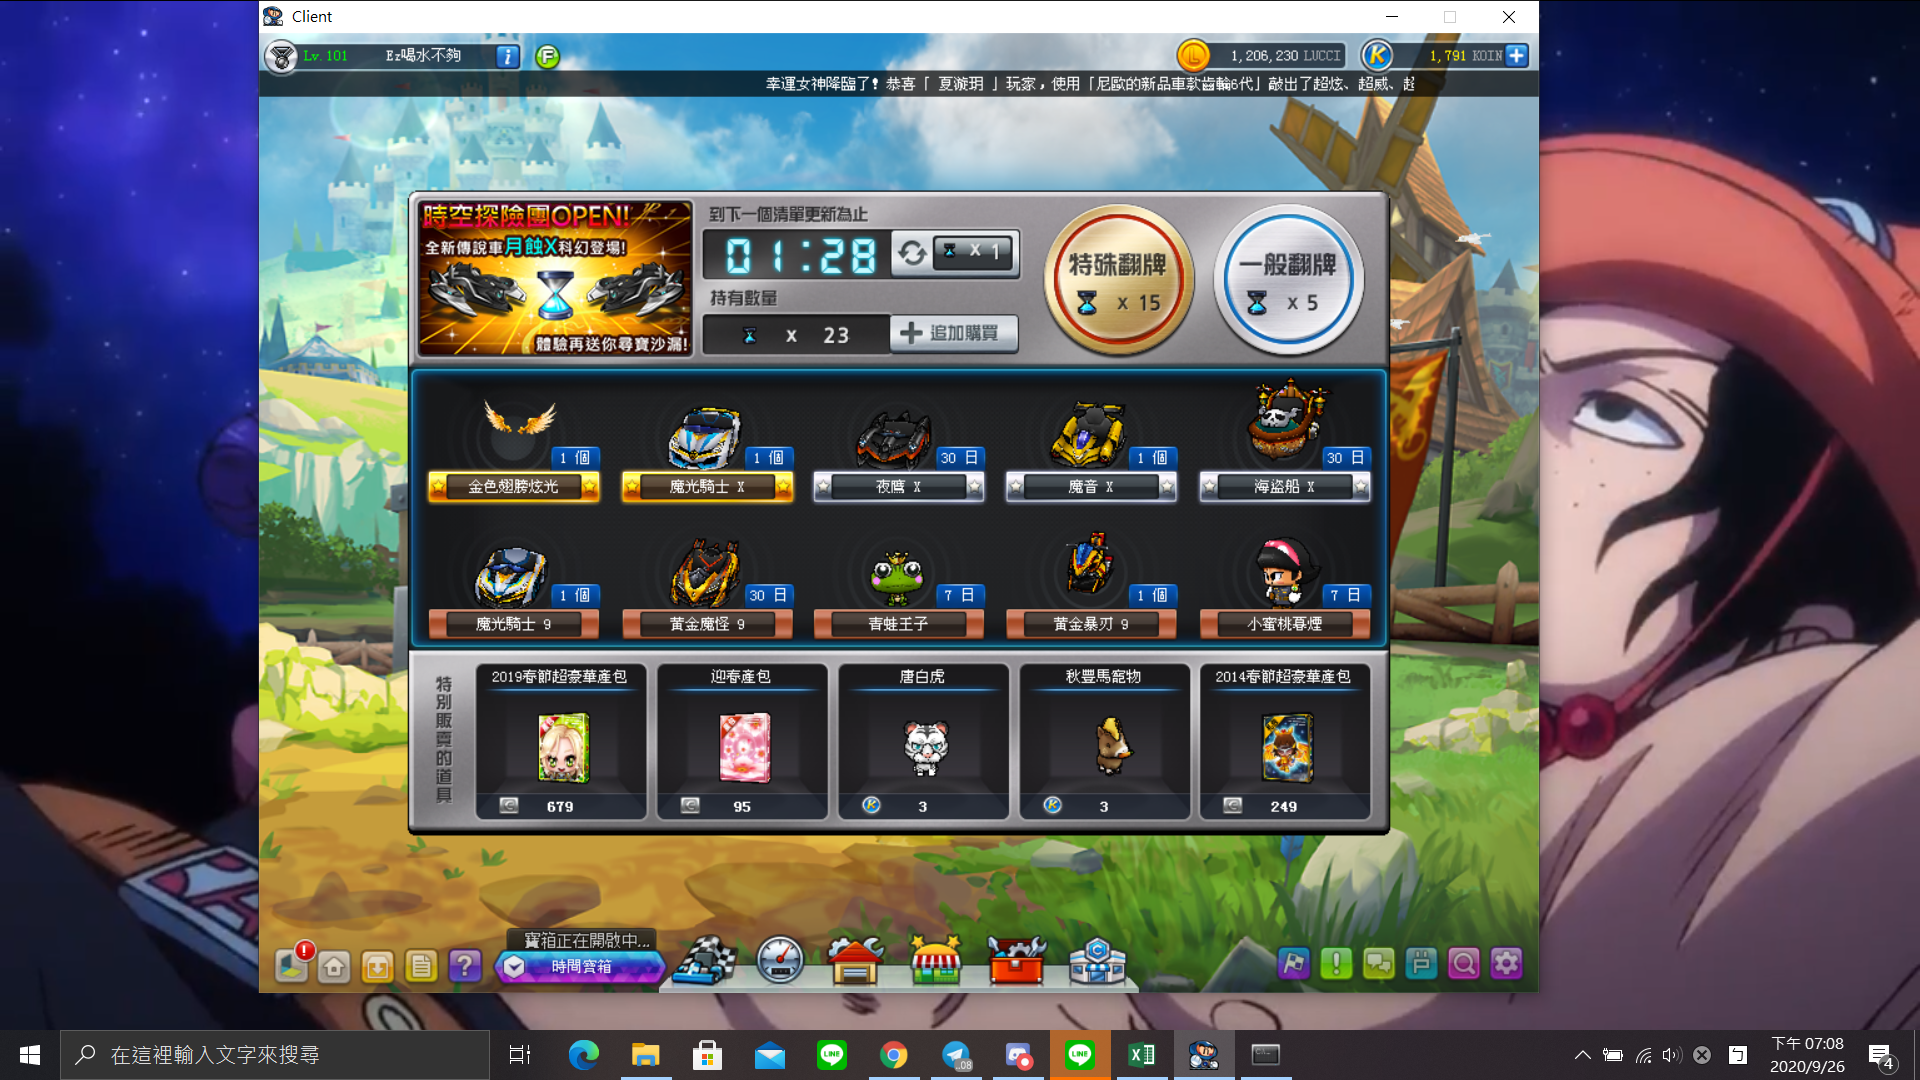 Client
Lv. 101
Ez喝水不夠
i
F
L
1,206,230 LUCCI
K
1,791 KOIN
幸運女神降臨了! 恭喜「 夏漩玥 」玩家,使用「尼歐的新品車款齒輪6代」敲出了超炫、超威、超
時空探險團OPEN!
全新傳說車月蝕X科幻登場!
體驗再送你尋寶沙漏!
到下一個清單更新為止
01:28
X 1
持有數量
x 23
追加購買
特殊翻牌
x 15
一般翻牌
x 5
1 個
1 個
30 日
1 個
30 日
金色翅膀炫光
魔光騎士 X
夜鷹 X
魔音 X
海盜船 X
1 個
30 日
7 日
1 個
7 日
魔光騎士 9
黃金魔怪 9
青蛙王子
黃金暴刃 9
小蜜桃暮煙
特別販賣的道具
2019春節超豪華產包
迎春產包
唐白虎
秋豐馬寵物
2014春節超豪華產包
679
95
K 3
K 3
249
寶箱正在開啟中...
時間寶箱
在這裡輸入文字來搜尋
LINE
.08
LINE
下午 07:08
2020/9/26
4